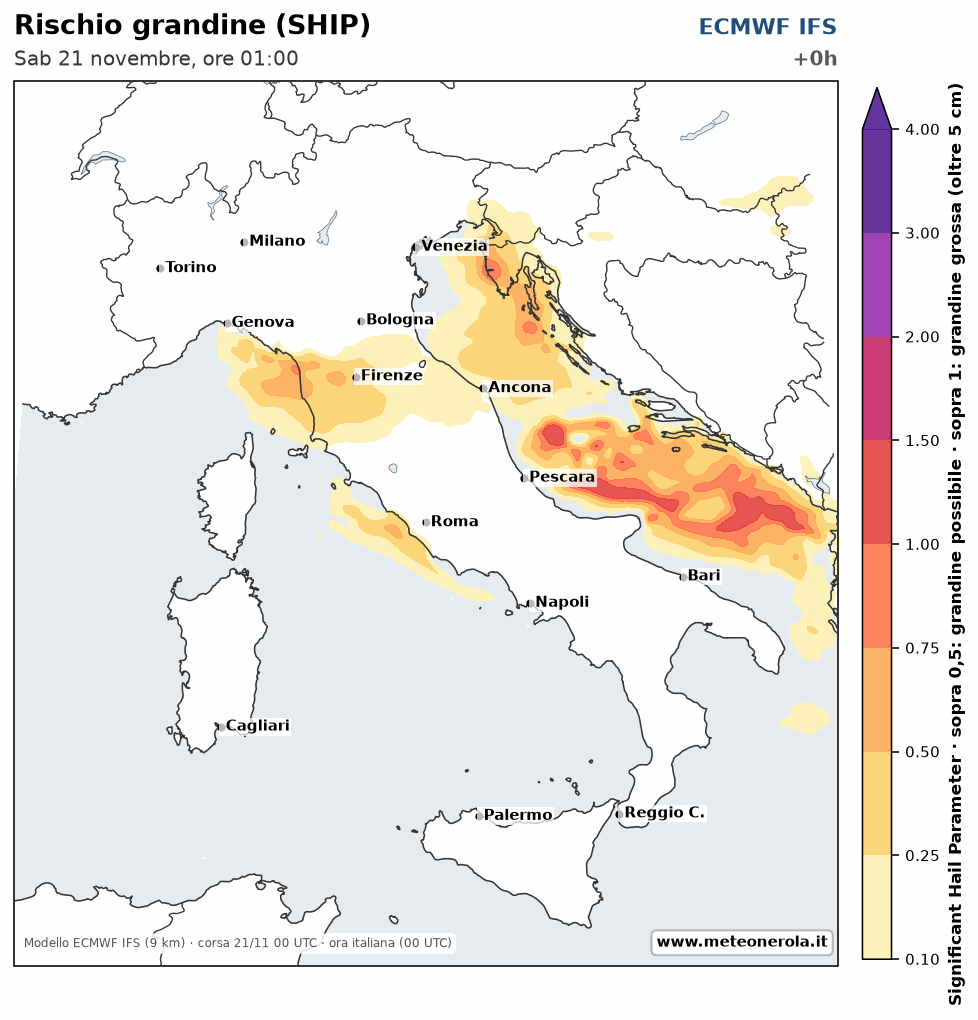 Rischio grandine (SHIP)
ECMWF IFS
Sab 21 novembre, ore 01:00
+0h
Milano
Venezia
Torino
Genova
Bologna
Firenze
Ancona
Pescara
Roma
Bari
Napoli
Cagliari
Palermo
Reggio C.
Modello ECMWF IFS (9 km) · corsa 21/11 00 UTC · ora italiana (00 UTC)
www.meteonerola.it
4.00
3.00
2.00
1.50
1.00
0.75
0.50
0.25
0.10
Significant Hail Parameter · sopra 0,5: grandine possibile · sopra 1: grandine grossa (oltre 5 cm)